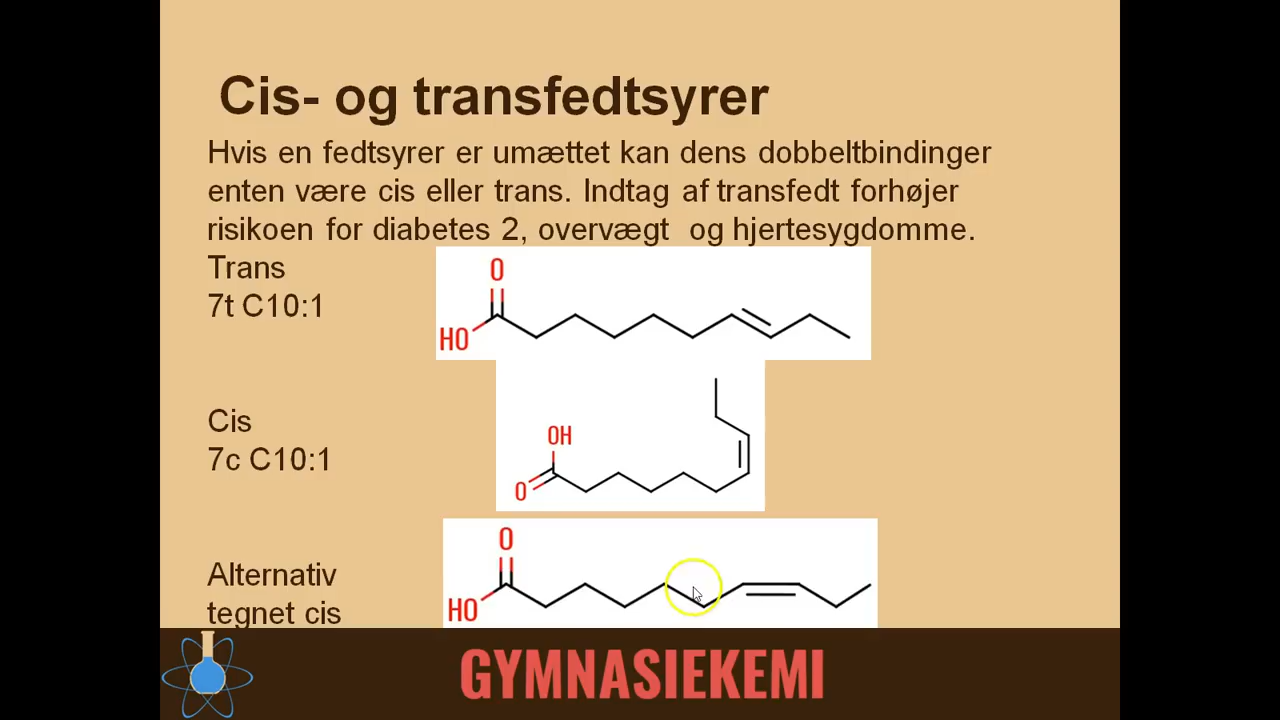 Cis- og transfedtsyrer
Hvis en fedtsyrer er umættet kan dens dobbeltbindinger
enten være cis eller trans. Indtag af transfedt forhøjer
risikoen for diabetes 2, overvægt og hjertesygdomme.
Trans
7t C10:1
O
HO
Cis
7c C10:1
OH
O
Alternativ
tegnet cis
O
HO
GYMNASIEKEMI